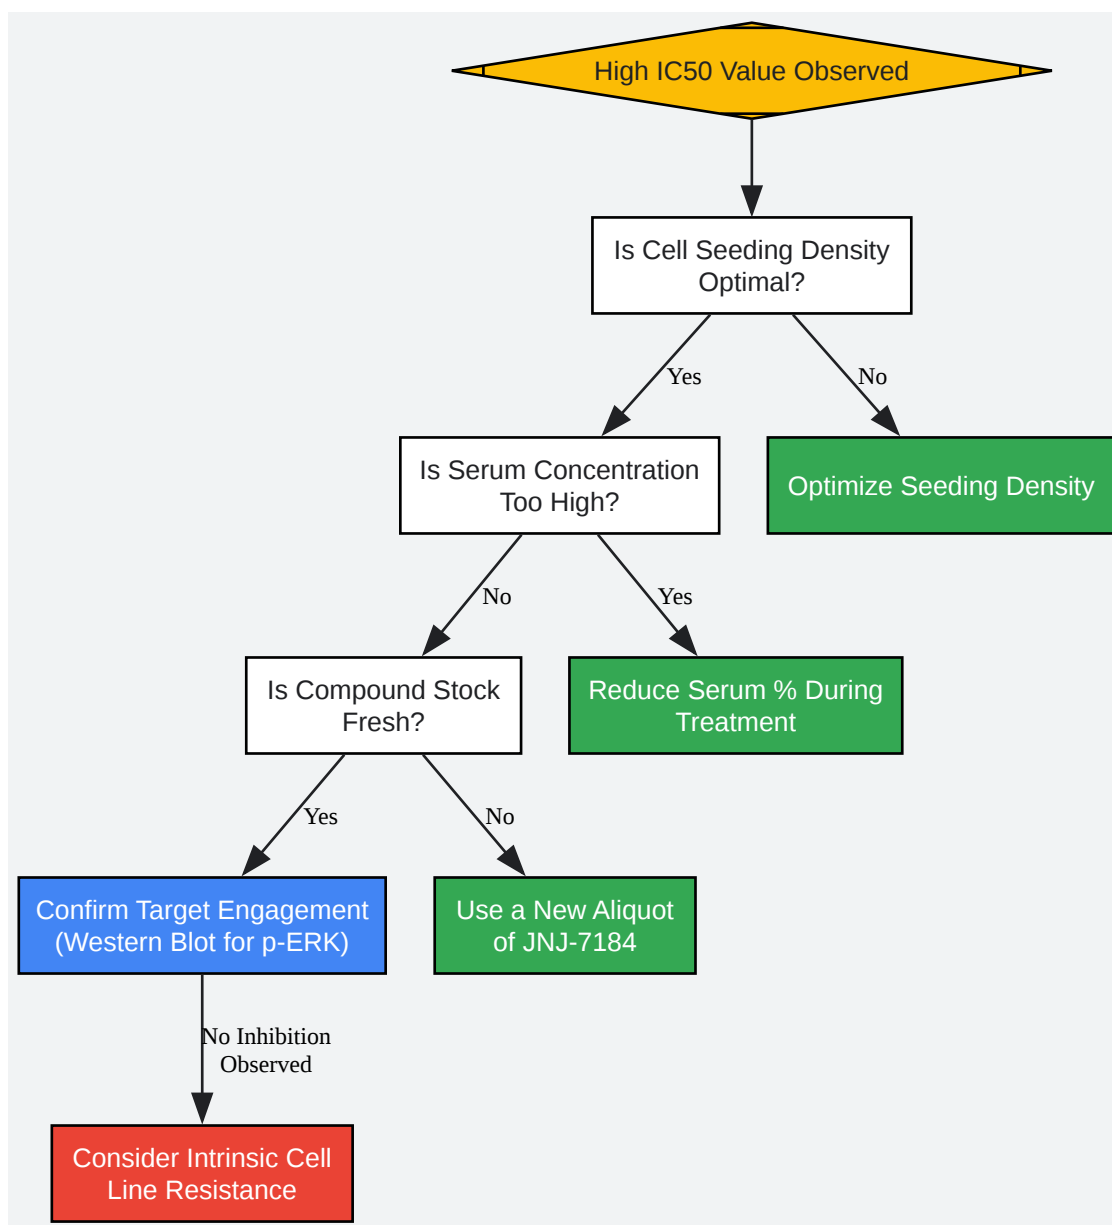 High IC50 Value Observed
Is Cell Seeding Density
Optimal?
Yes
No
Is Serum Concentration
Too High?
Optimize Seeding Density
No
Yes
Is Compound Stock
Fresh?
Reduce Serum % During
Treatment
Yes
No
Confirm Target Engagement
(Western Blot for p-ERK)
Use a New Aliquot
of JNJ-7184
No Inhibition
Observed
Consider Intrinsic Cell
Line Resistance